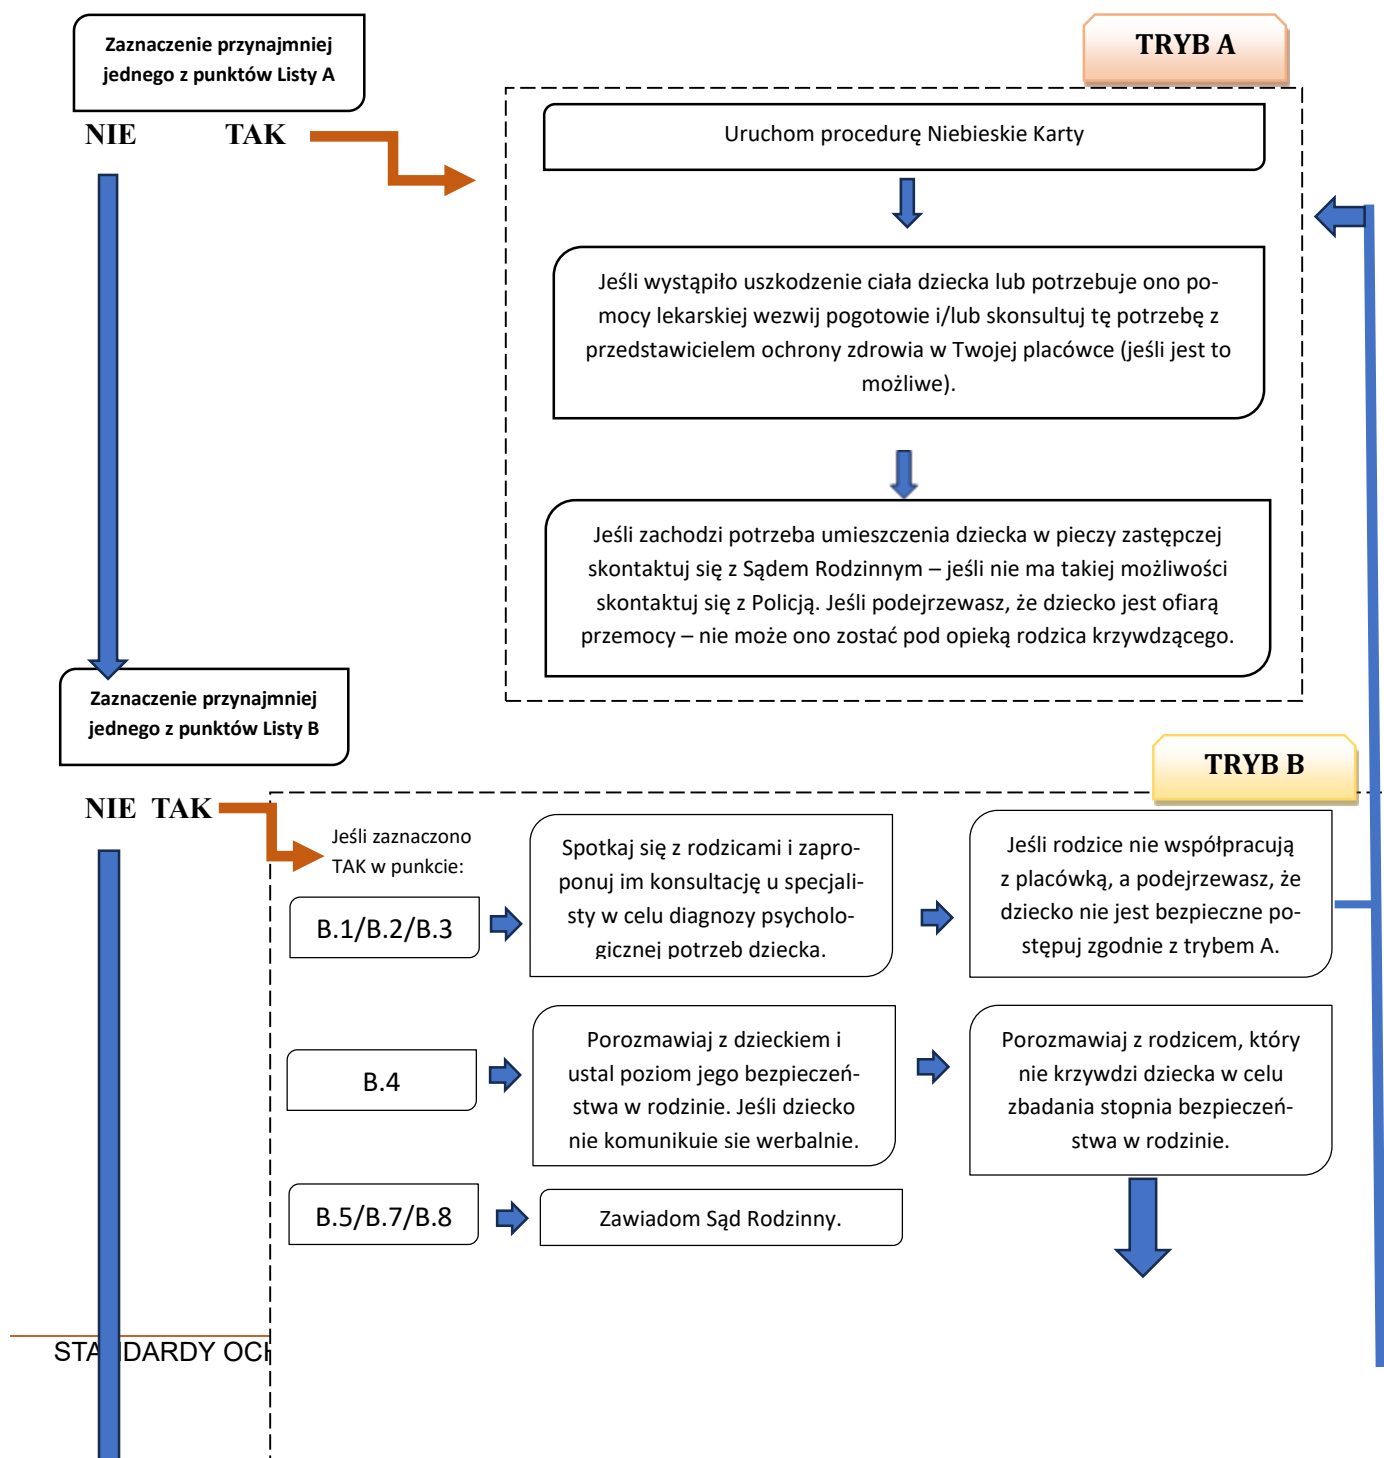 Zaznaczenie przynajmniej
jednego z punktów Listy A
NIE TAK
TRYB A
Uruchom procedurę Niebieskie Karty
Jeśli wystąpiło uszkodzenie ciała dziecka lub potrzebuje ono po-
mocy lekarskiej wezwij pogotowie i/lub skonsultuj tę potrzebę z
przedstawicielem ochrony zdrowia w Twojej placówce (jeśli jest to
możliwe).
Jeśli zachodzi potrzeba umieszczenia dziecka w pieczy zastępczej
skontaktuj się z Sądem Rodzinnym – jeśli nie ma takiej możliwości
skontaktuj się z Policją. Jeśli podejrzewasz, że dziecko jest ofiarą
przemocy – nie może ono zostać pod opieką rodzica krzywdzącego.
Zaznaczenie przynajmniej
jednego z punktów Listy B
NIE TAK
TRYB B
Jeśli zaznaczono
TAK w punkcie:
B.1/B.2/B.3
Spotkaj się z rodzicami i zapro-
ponuj im konsultację u specjali-
sty w celu diagnozy psycholo-
gicznej potrzeb dziecka.
Jeśli rodzice nie współpracują
z placówką, a podejrzewasz, że
dziecko nie jest bezpieczne po-
stępuj zgodnie z trybem A.
B.4
Porozmawiaj z dzieckiem i
ustal poziom jego bezpieczeń-
stwa w rodzinie. Jeśli dziecko
nie komunikuje się werbalnie.
Porozmawiaj z rodzicem, który
nie krzywdzi dziecka w celu
zbadania stopnia bezpieczeń-
stwa w rodzinie.
B.5/B.7/B.8
Zawiadom Sąd Rodzinny.
STANDARDY OCH